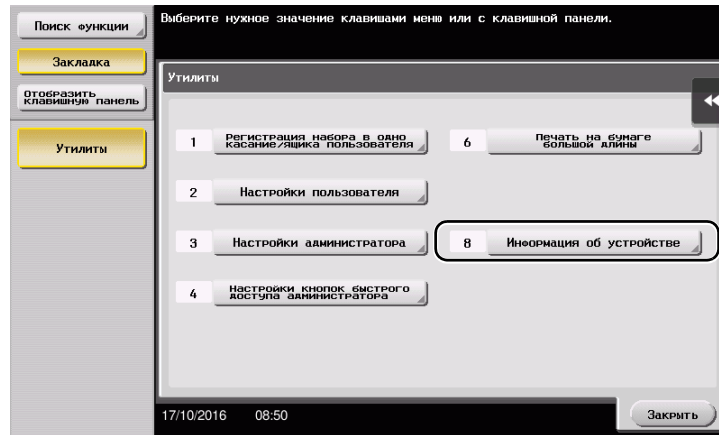 Поиск функции
Выберите нужное значение клавишами меню или с клавишной панели.
Закладка
Отобразить
клавишную панель
Утилиты
Утилиты
1 Регистрация набора в одно
касание/ящика пользователя
6 Печать на бумаге
большой длины
2 Настройки пользователя
3 Настройки администратора
8 Информация об устройстве
4 Настройки кнопок быстрого
доступа администратора
17/10/2016 08:50
Закрыть